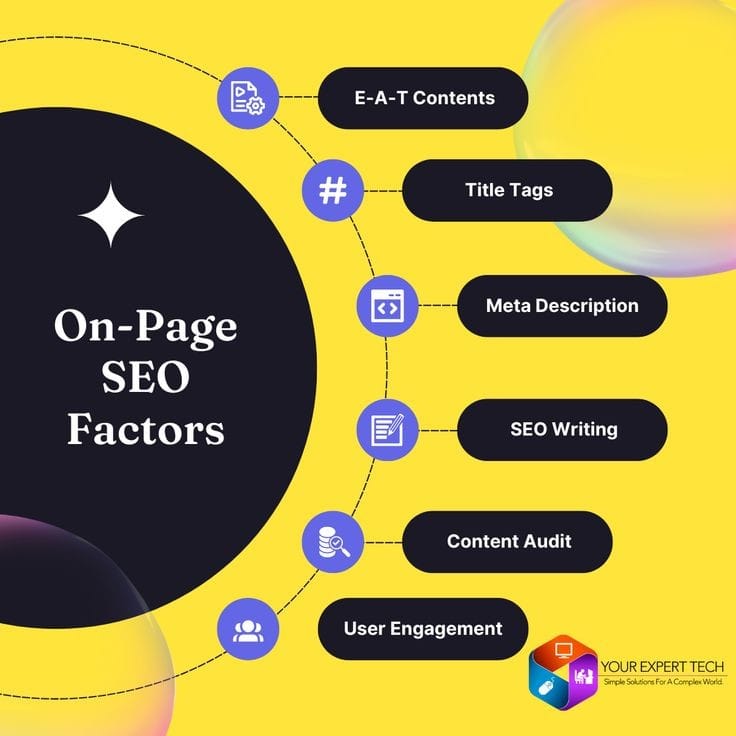 On-Page
SEO
Factors
E-A-T Contents
Title Tags
Meta Description
SEO Writing
Content Audit
User Engagement
YOUR EXPERT TECH
Simple Solutions For A Complex World.